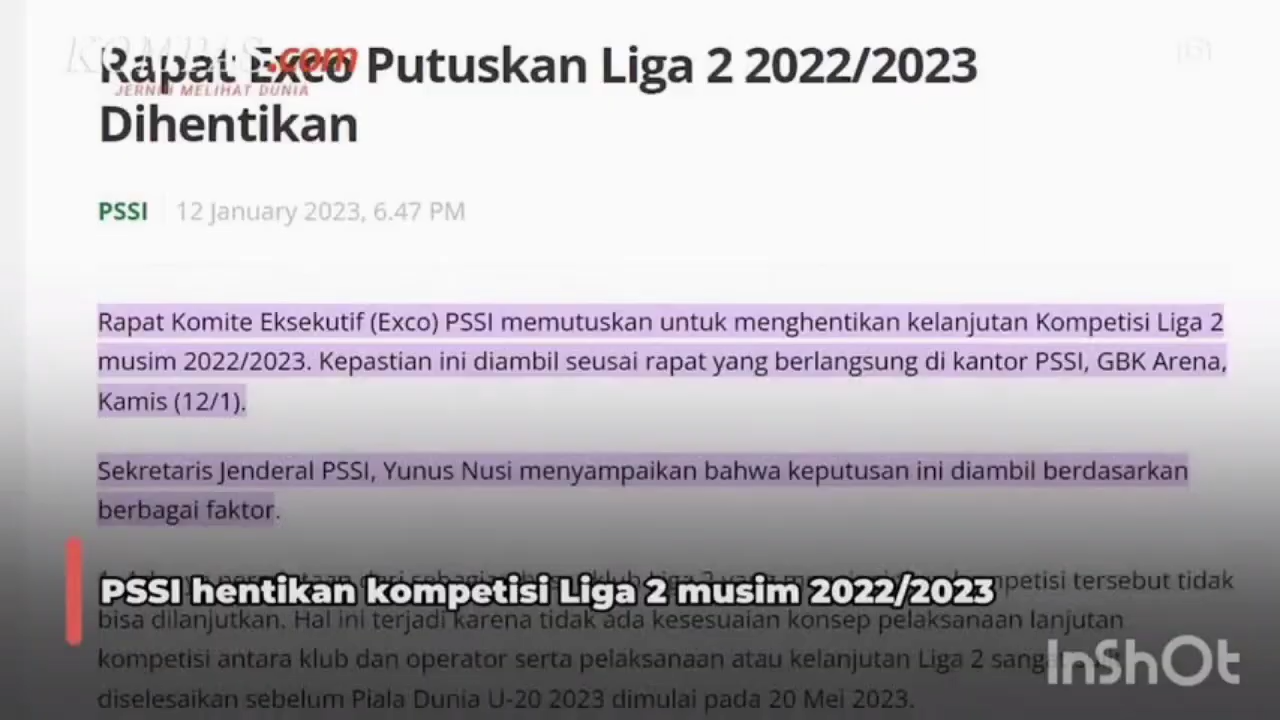 KOMPAS.com
JERNIH MELIHAT DUNIA
Rapat Exco Putuskan Liga 2 2022/2023
Dihentikan
PSSI 12 January 2023, 6.47 PM
Rapat Komite Eksekutif (Exco) PSSI memutuskan untuk menghentikan kelanjutan Kompetisi Liga 2
musim 2022/2023. Kepastian ini diambil seusai rapat yang berlangsung di kantor PSSI, GBK Arena,
Kamis (12/1).
Sekretaris Jenderal PSSI, Yunus Nusi menyampaikan bahwa keputusan ini diambil berdasarkan
berbagai faktor.
kompetisi tersebut tidak
PSSI hentikan kompetisi Liga 2 musim 2022/2023
bisa dilanjutkan. Hal ini terjadi karena tidak ada kesesuaian konsep pelaksanaan lanjutan
kompetisi antara klub dan operator serta pelaksanaan atau kelanjutan Liga 2
diselesaikan sebelum Piala Dunia U-20 2023 dimulai pada 20 Mei 2023.
InShOt